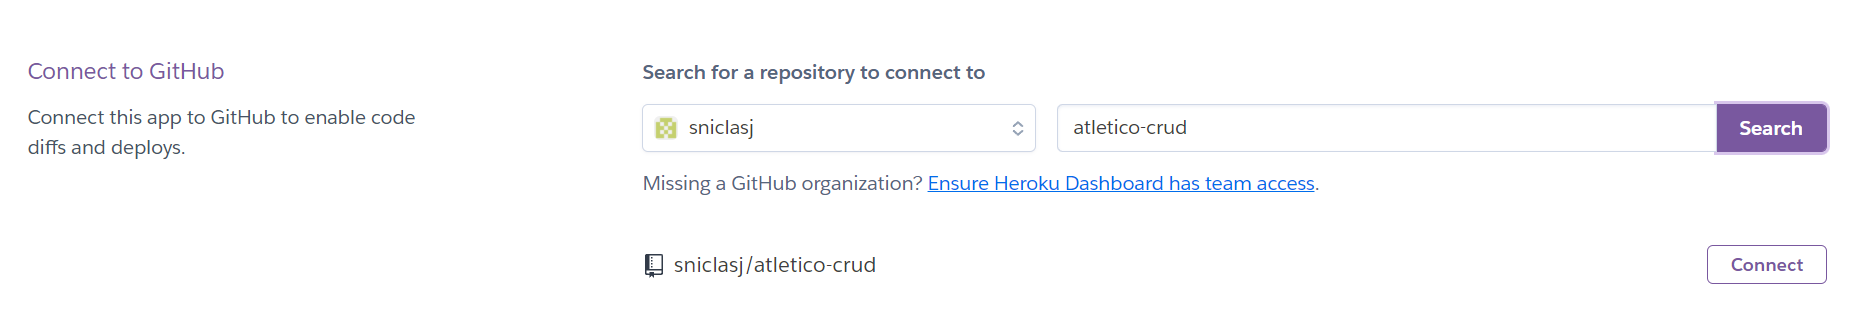 Connect to GitHub
Connect this app to GitHub to enable code
diffs and deploys.
Search for a repository to connect to
sniclasj
atletico-crud
Search
Missing a GitHub organization? Ensure Heroku Dashboard has team access.
sniclasj/atletico-crud
Connect